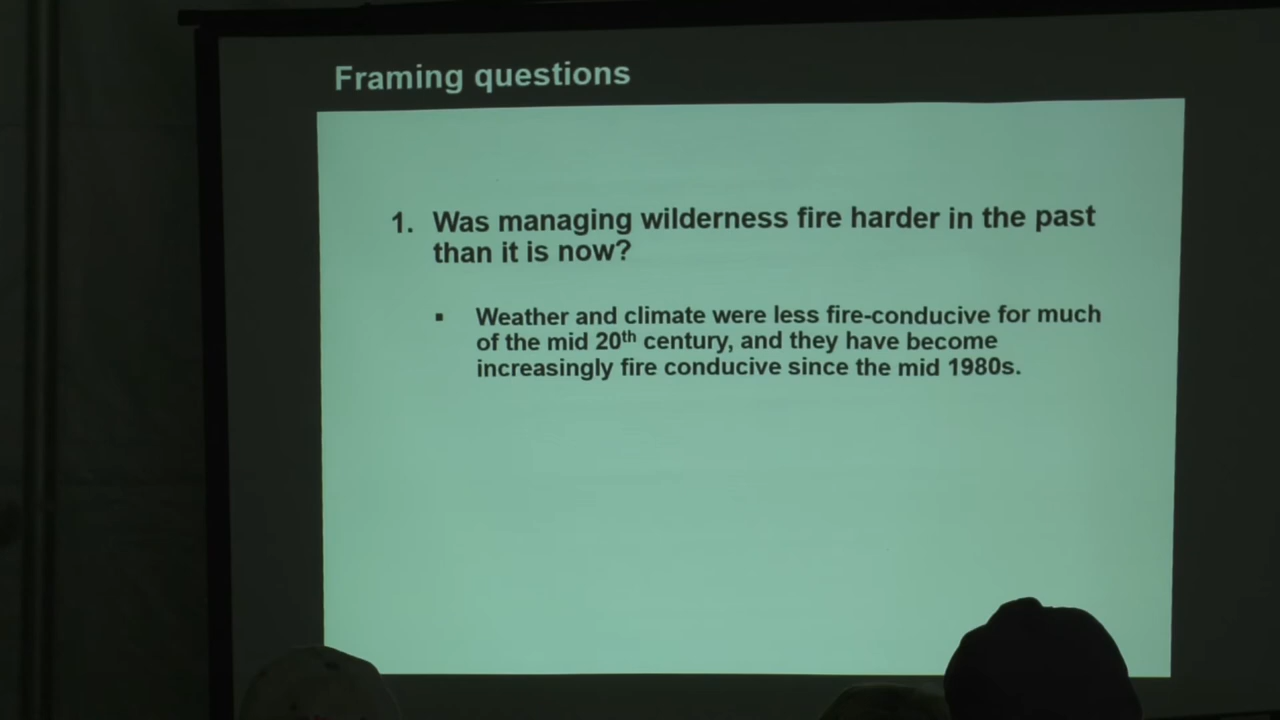 Framing questions
1. Was managing wilderness fire harder in the past
than it is now?
▪ Weather and climate were less fire-conducive for much
of the mid 20th century, and they have become
increasingly fire conducive since the mid 1980s.